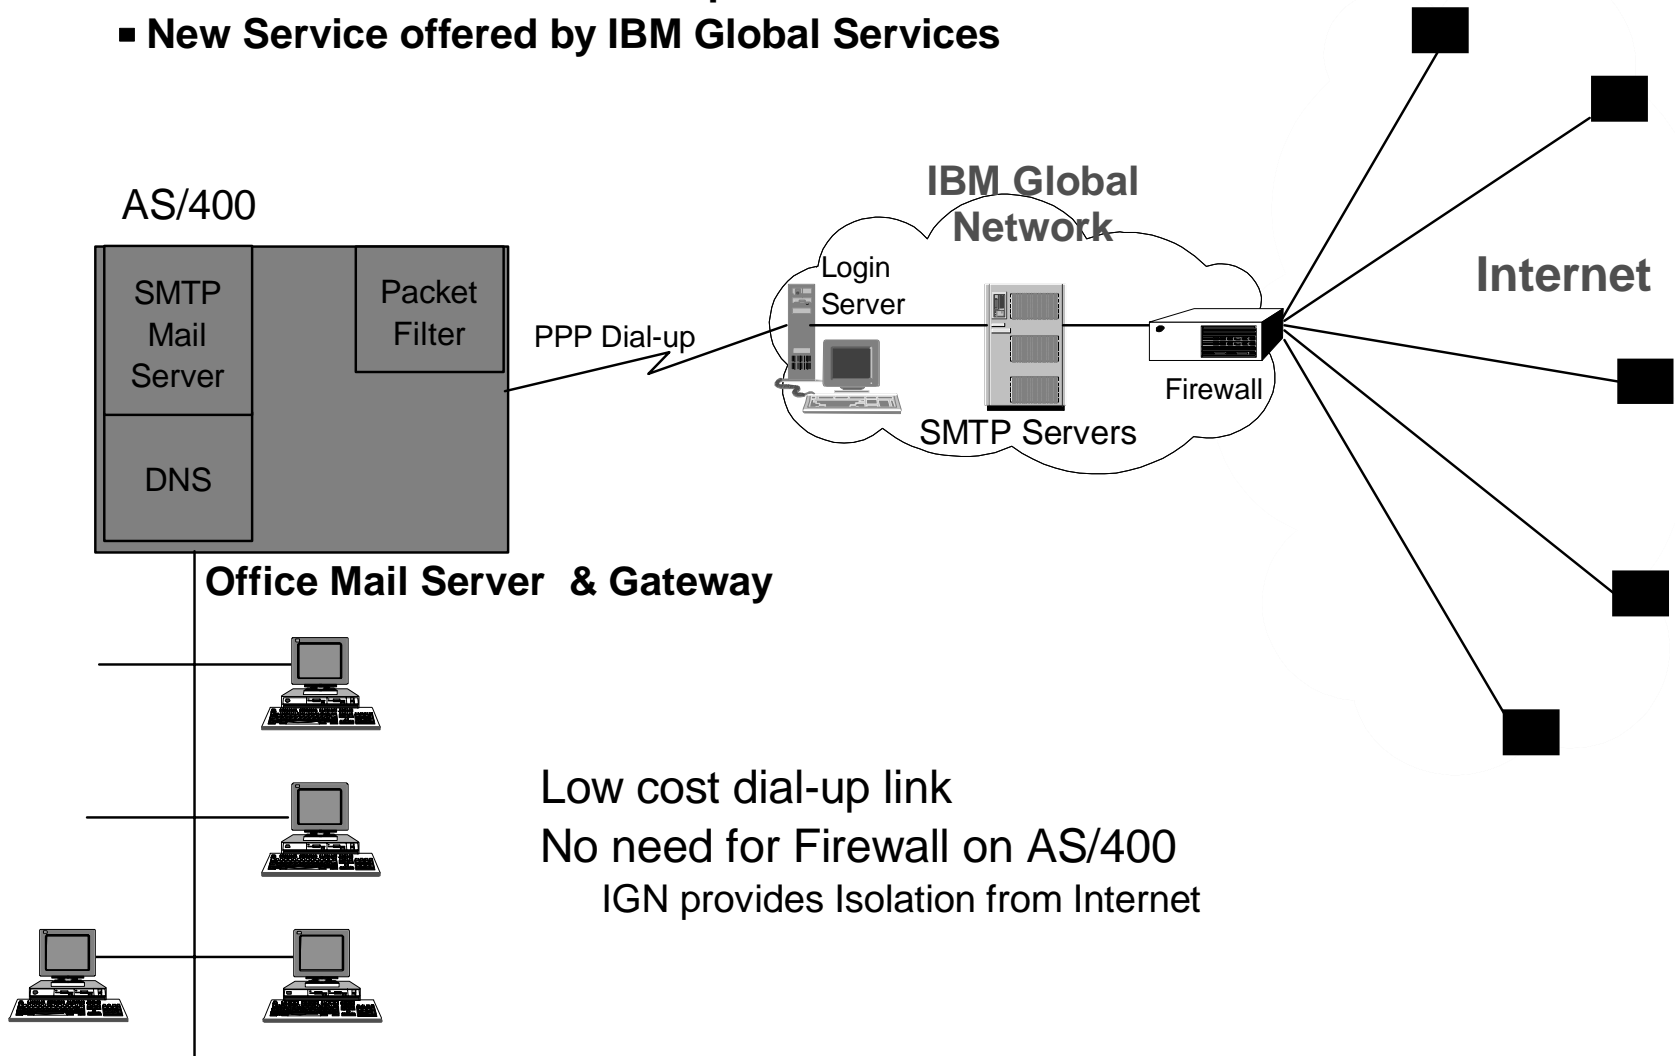 New Service offered by IBM Global Services
AS/400
IBM Global
Network
Internet
SMTP
Mail
Server
Packet
Filter
DNS
PPP Dial-up
Login
Server
SMTP Servers
Firewall
Office Mail Server & Gateway
Low cost dial-up link
No need for Firewall on AS/400
IGN provides Isolation from Internet